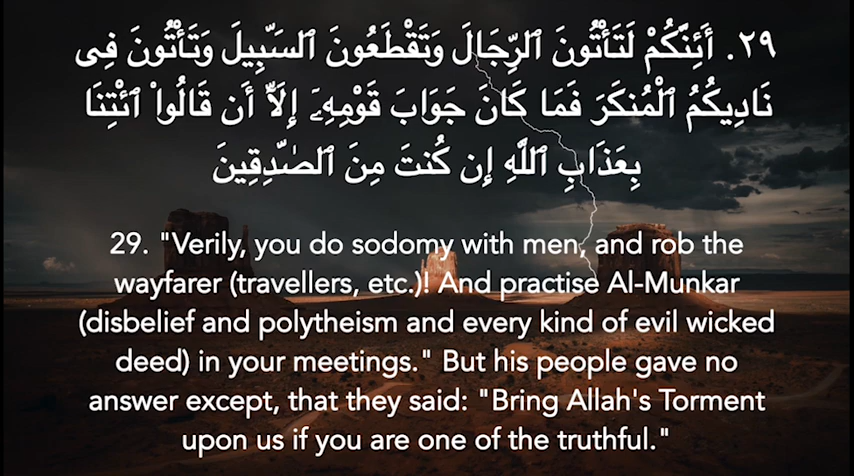 ٢٩. أَئِنَّكُمْ لَتَأْتُونَ ٱلرِّجَالَ وَتَقْطَعُونَ ٱلسَّبِيلَ وَتَأْتُونَ فِى
نَادِيكُمُ ٱلْمُنكَرَ فَمَا كَانَ جَوَابَ قَوْمِهِۦٓ إِلَّآ أَن قَالُوا۟ ٱئْتِنَا
بِعَذَابِ ٱللَّهِ إِن كُنتَ مِنَ ٱلصَّـٰدِقِينَ
29. "Verily, you do sodomy with men, and rob the
wayfarer (travellers, etc.)! And practise Al-Munkar
(disbelief and polytheism and every kind of evil wicked
deed) in your meetings." But his people gave no
answer except, that they said: "Bring Allah's Torment
upon us if you are one of the truthful."